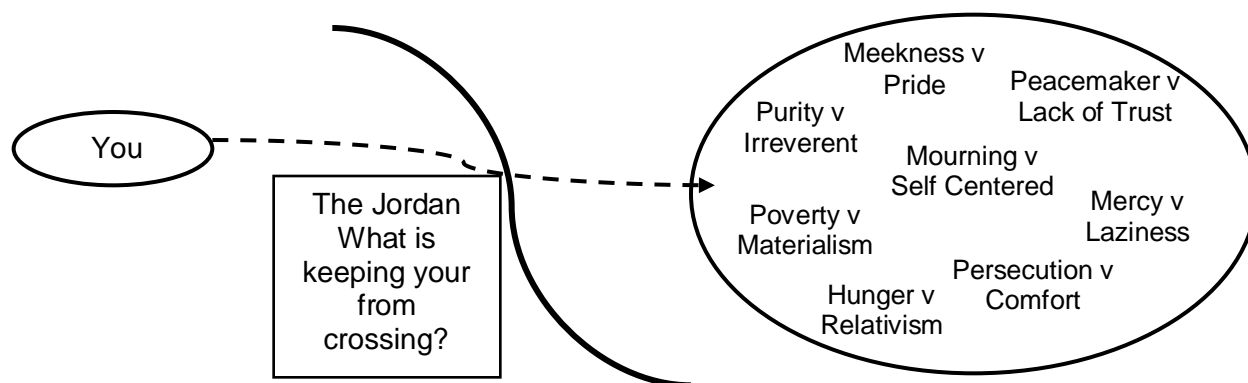 You
The Jordan
What is
keeping your
from
crossing?
Meekness v
Pride
Peacemaker v
Lack of Trust
Purity v
Irreverent
Mourning v
Self Centered
Mercy v
Laziness
Poverty v
Materialism
Persecution v
Comfort
Hunger v
Relativism